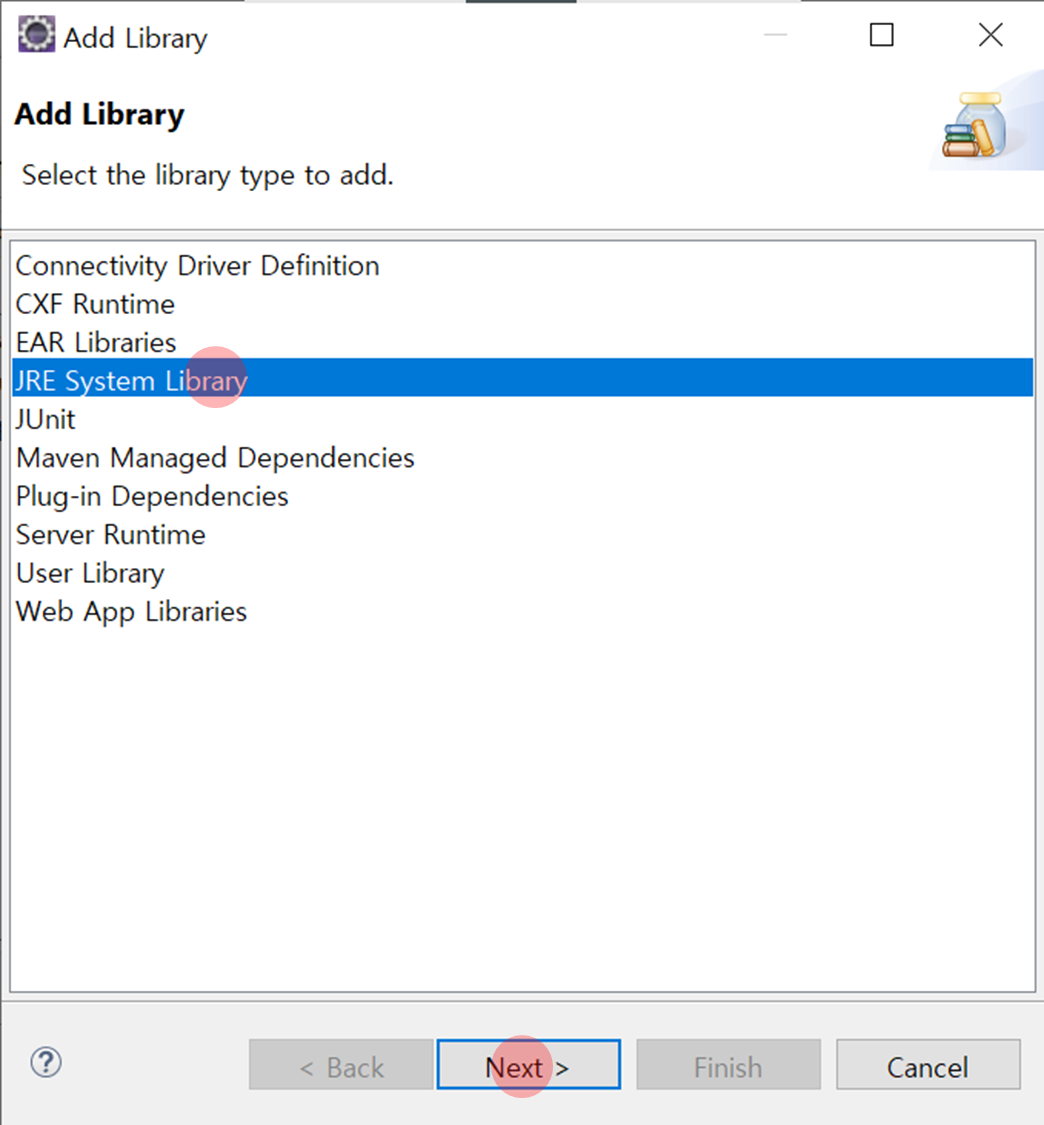 Add Library
Add Library
Select the library type to add.
Connectivity Driver Definition
CXF Runtime
EAR Libraries
JRE System Library
JUnit
Maven Managed Dependencies
Plug-in Dependencies
Server Runtime
User Library
Web App Libraries
? < Back Next > Finish Cancel